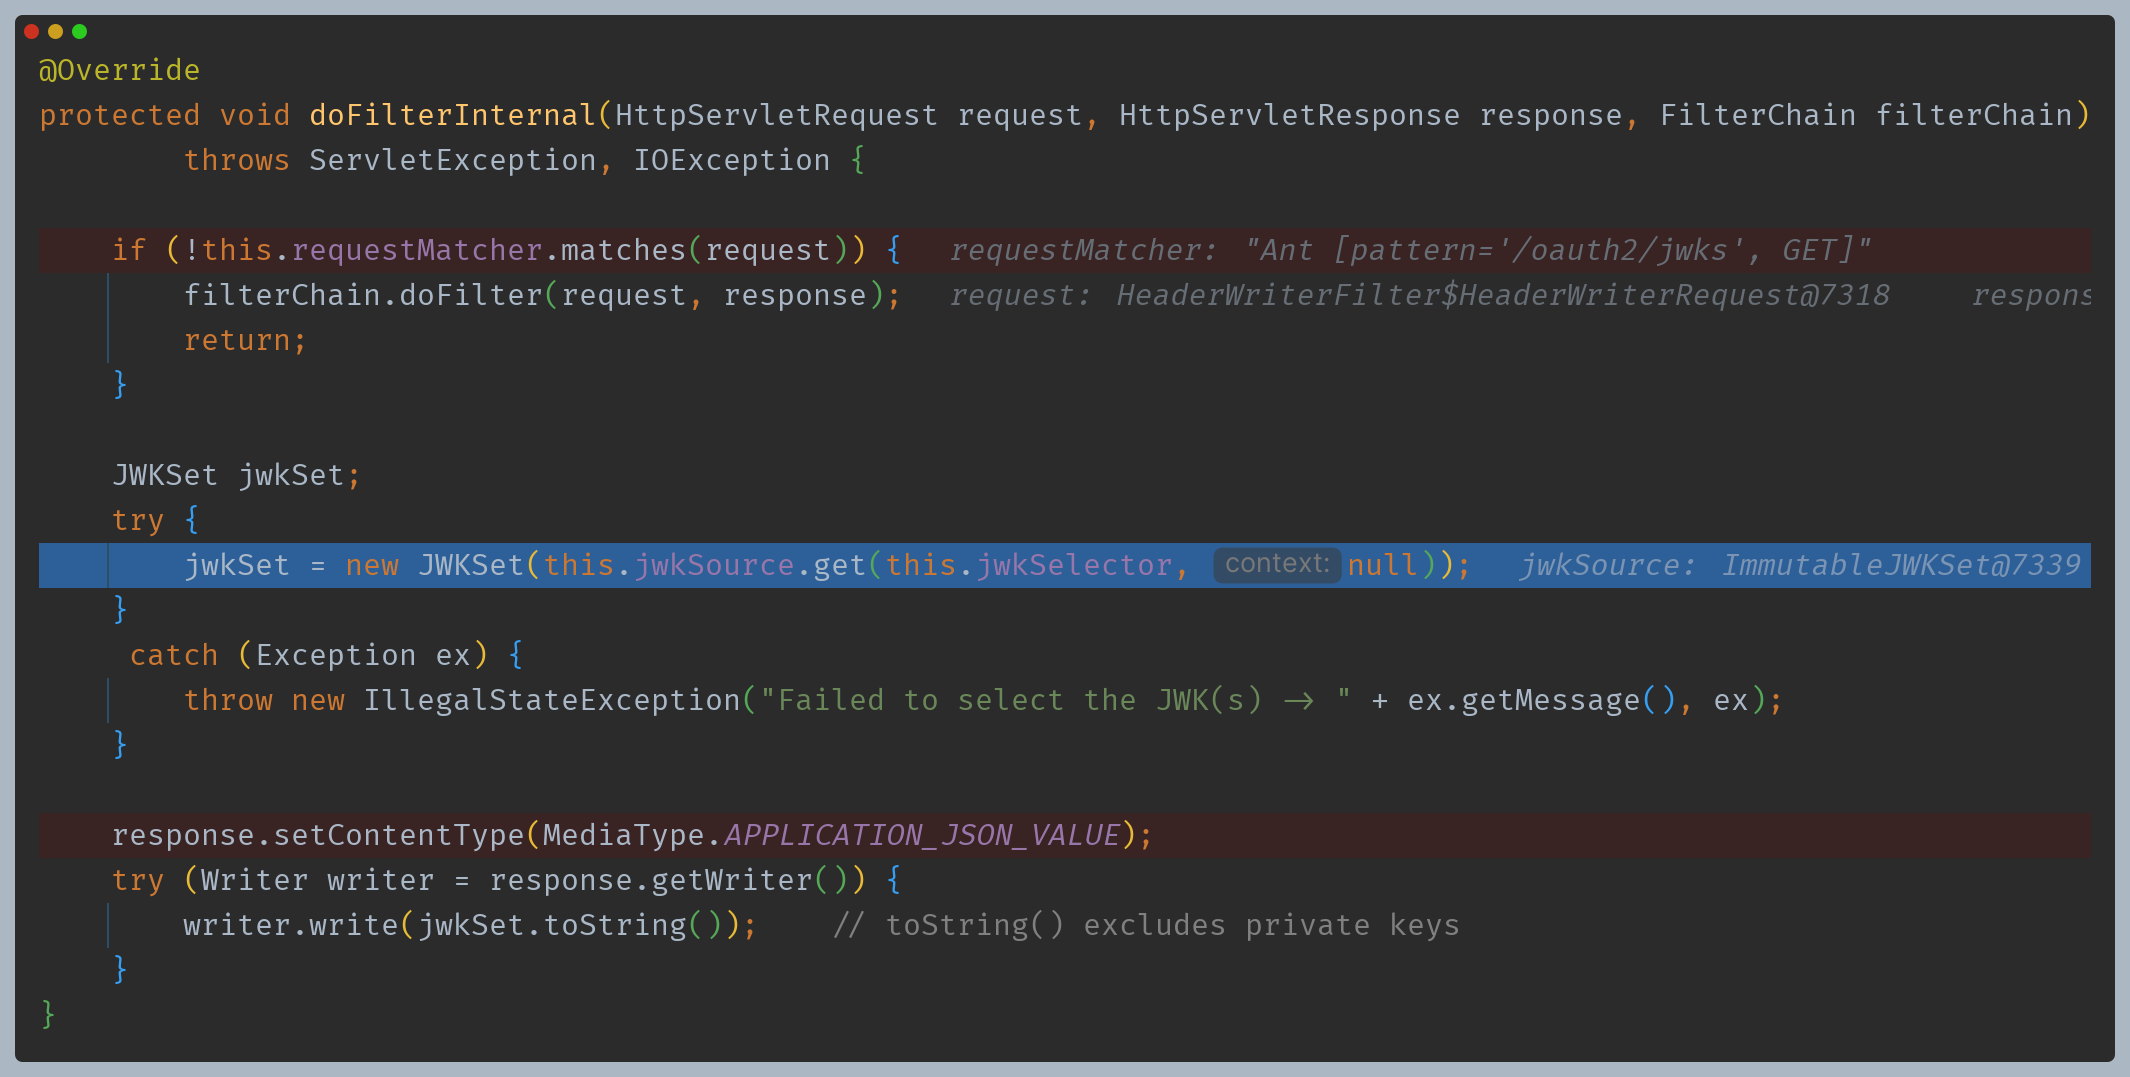 @Override
protected void doFilterInternal(HttpServletRequest request, HttpServletResponse response, FilterChain filterChain)
        throws ServletException, IOException {
    if (!this.requestMatcher.matches(request)) {   requestMatcher: "Ant [pattern='/oauth2/jwks', GET]"
        filterChain.doFilter(request, response);   request: HeaderWriterFilter$HeaderWriterRequest@7318     respons
        return;
    }
    JWKSet jwkSet;
    try {
        jwkSet = new JWKSet(this.jwkSource.get(this.jwkSelector, context: null));   jwkSource: ImmutableJWKSet@7339
    }
     catch (Exception ex) {
        throw new IllegalStateException("Failed to select the JWK(s) -> " + ex.getMessage(), ex);
    }
    response.setContentType(MediaType.APPLICATION_JSON_VALUE);
    try (Writer writer = response.getWriter()) {
        writer.write(jwkSet.toString());    // toString() excludes private keys
    }
}